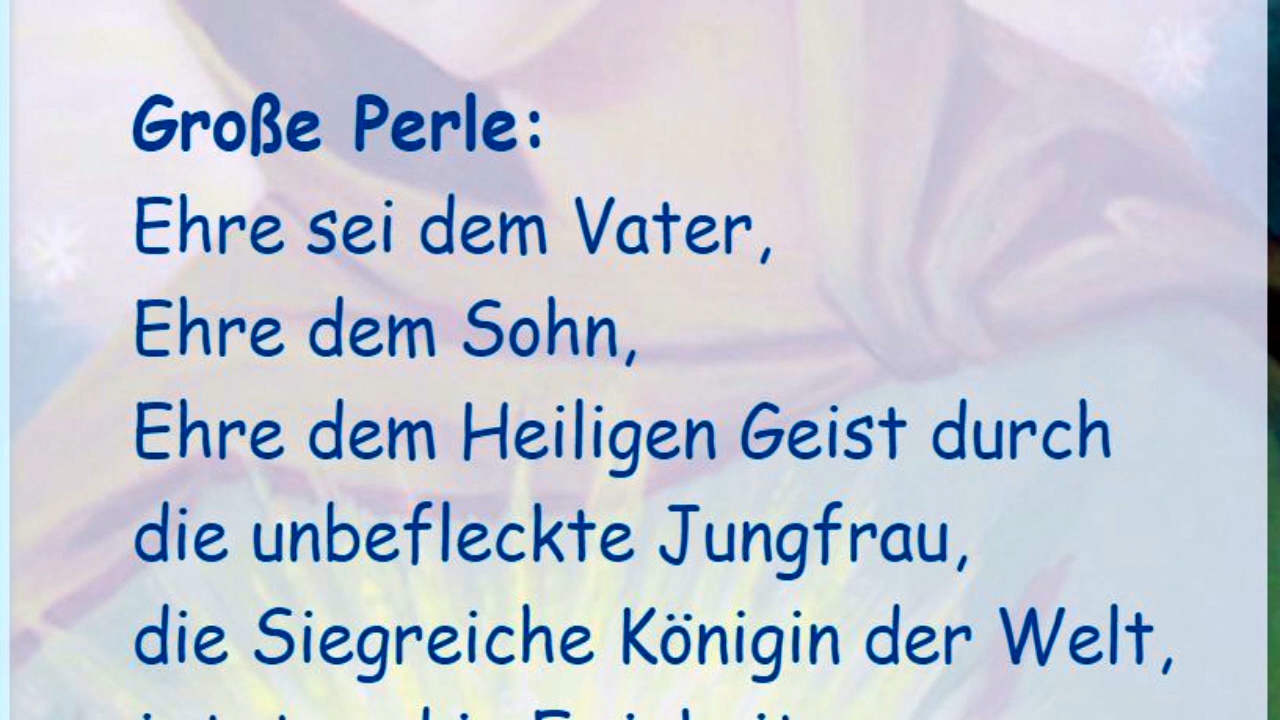 Große Perle:
Ehre sei dem Vater,
Ehre dem Sohn,
Ehre dem Heiligen Geist durch
die unbefleckte Jungfrau,
die Siegreiche Königin der Welt,